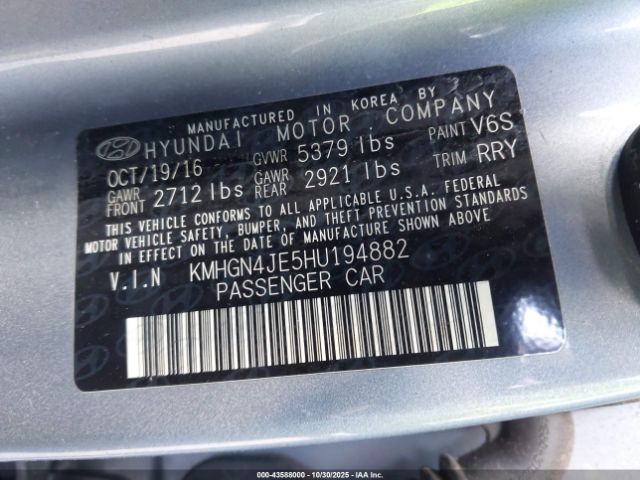 MANUFACTURED IN KOREA BY
HYUNDAI MOTOR COMPANY
OCT/19/16 GVWR 5379 lbs PAINT V6S
GAWR FRONT 2712 lbs GAWR REAR 2921 lbs TRIM RRY
THIS VEHICLE CONFORMS TO ALL APPLICABLE U.S.A FEDERAL
MOTOR VEHICLE SAFETY, BUMPER, AND THEFT PREVENTION STANDARDS
IN EFFECT ON THE DATE OF MANUFACTURE SHOWN ABOVE.
V.I.N KMHGN4JE5HU194882
PASSENGER CAR
000-43588000 10/30/2025 IAA, Inc.